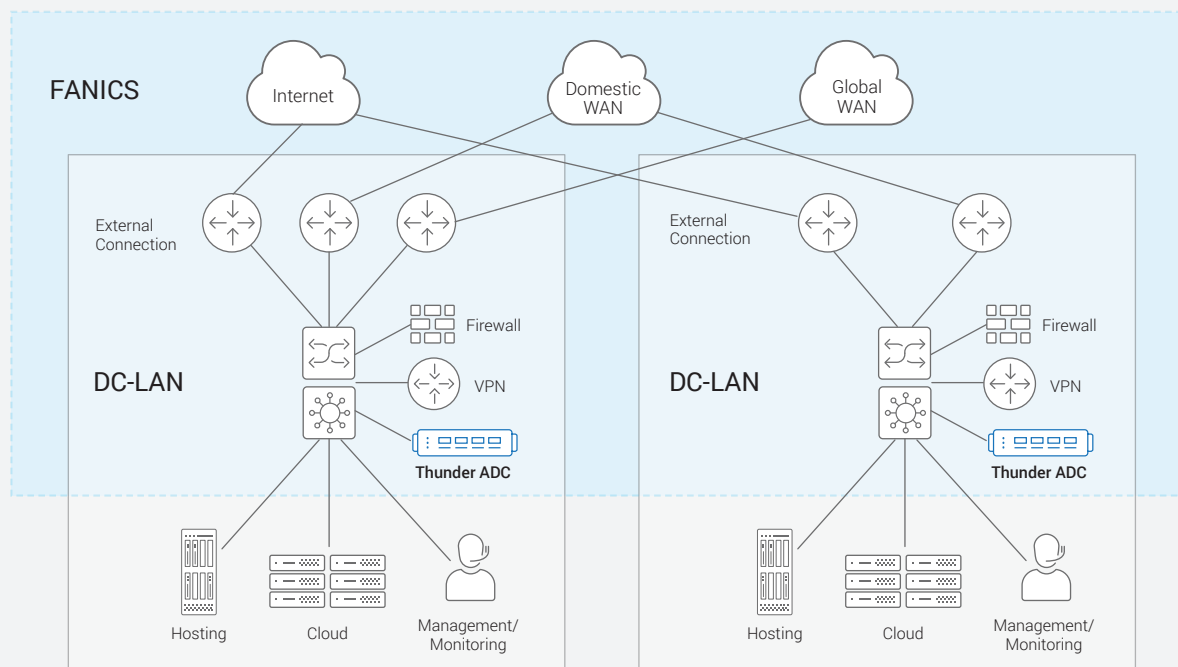 FANICS
Internet
Domestic
WAN
Global
WAN
External
Connection
External
Connection
Firewall
Firewall
DC-LAN
VPN
DC-LAN
VPN
Thunder ADC
Thunder ADC
Hosting
Cloud
Management/
Monitoring
Hosting
Cloud
Management/
Monitoring